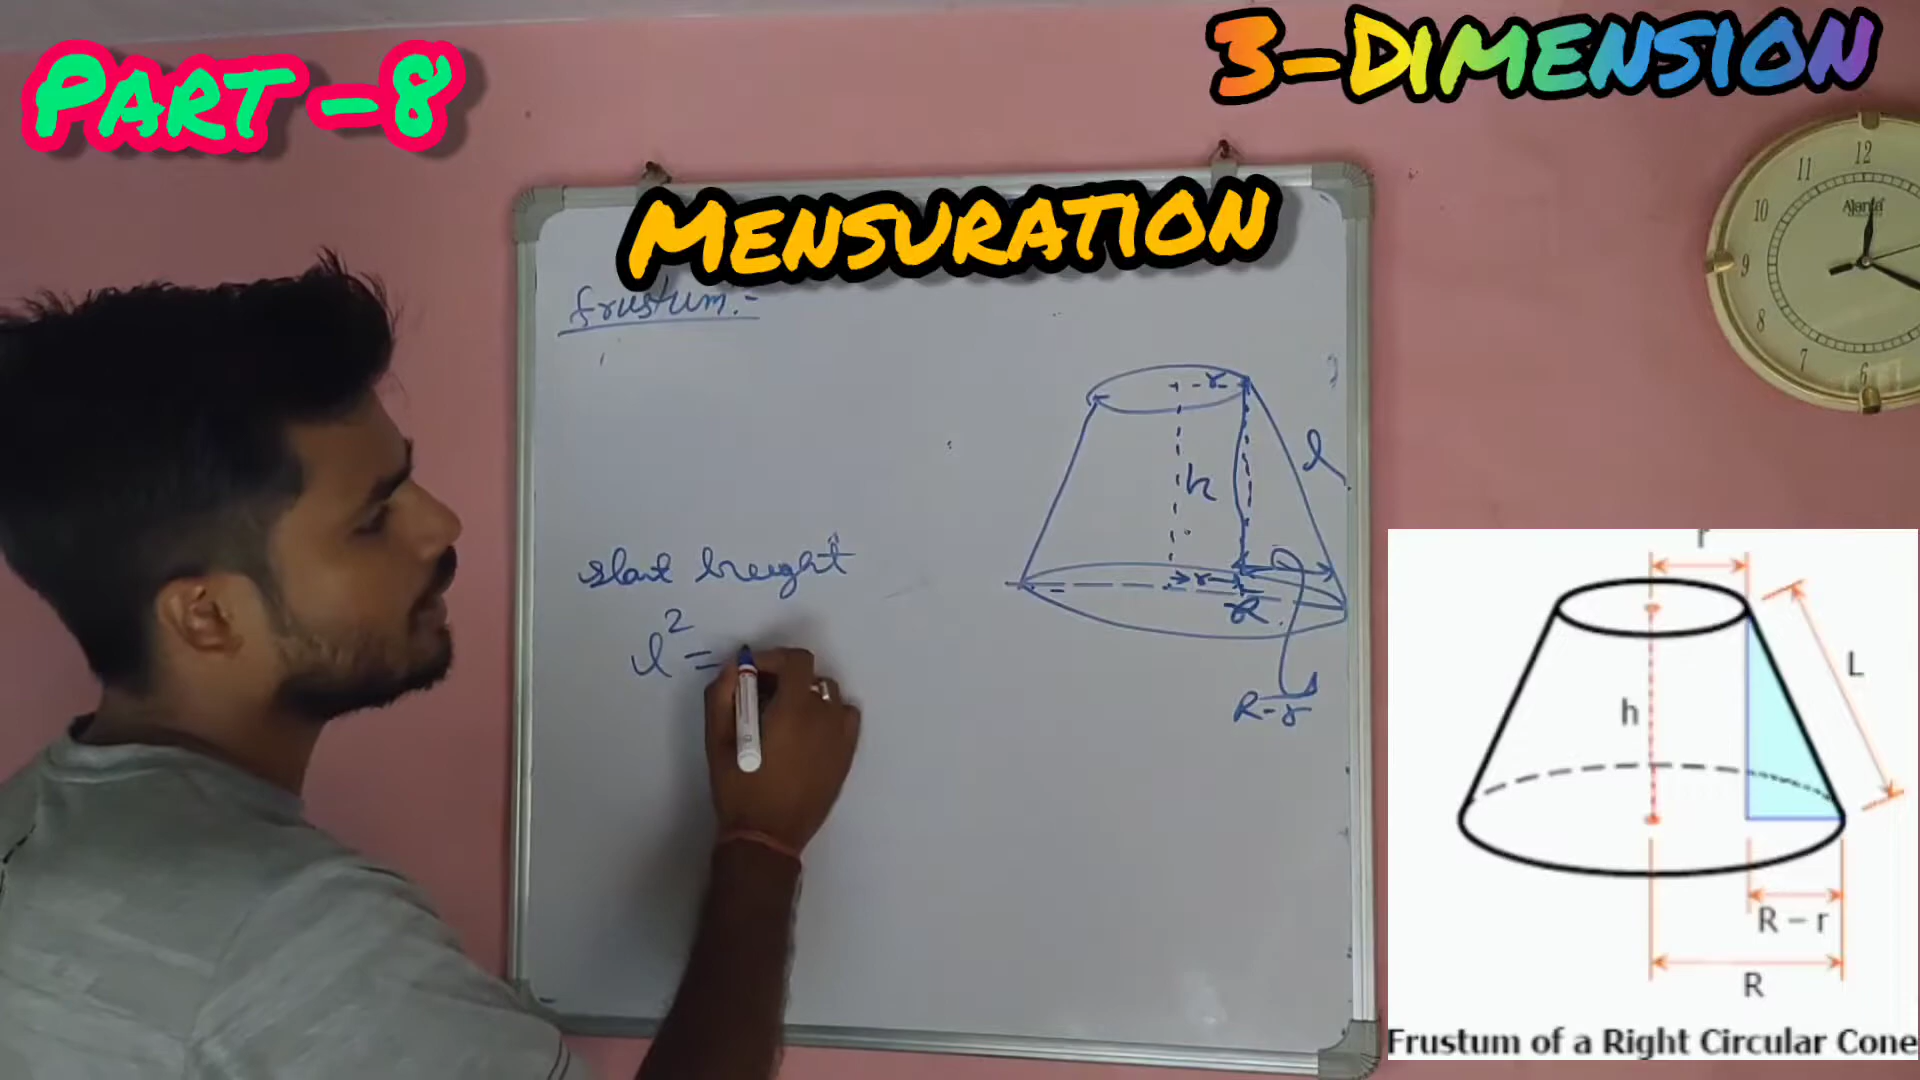 PART-8
3-DIMENSION
MENSURATION
frustum:-
r
h
l
slant height
l² =
r
R
R-r
12
11
10
9
8
7
6
Ajanta
r
L
h
R – r
R
Frustum of a Right Circular Cone